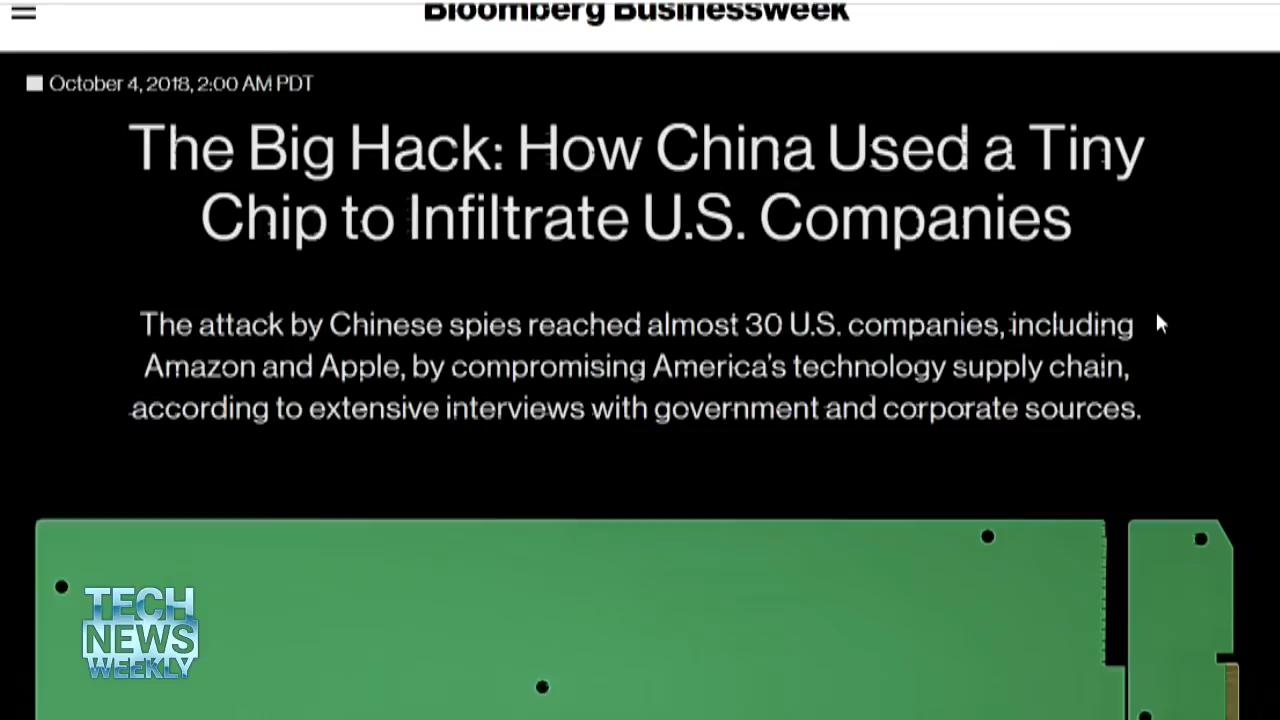 Bloomberg Businessweek
October 4, 2018, 2:00 AM PDT
The Big Hack: How China Used a Tiny
Chip to Infiltrate U.S. Companies
The attack by Chinese spies reached almost 30 U.S. companies, including
Amazon and Apple, by compromising America's technology supply chain,
according to extensive interviews with government and corporate sources.
TECH
NEWS
WEEKLY